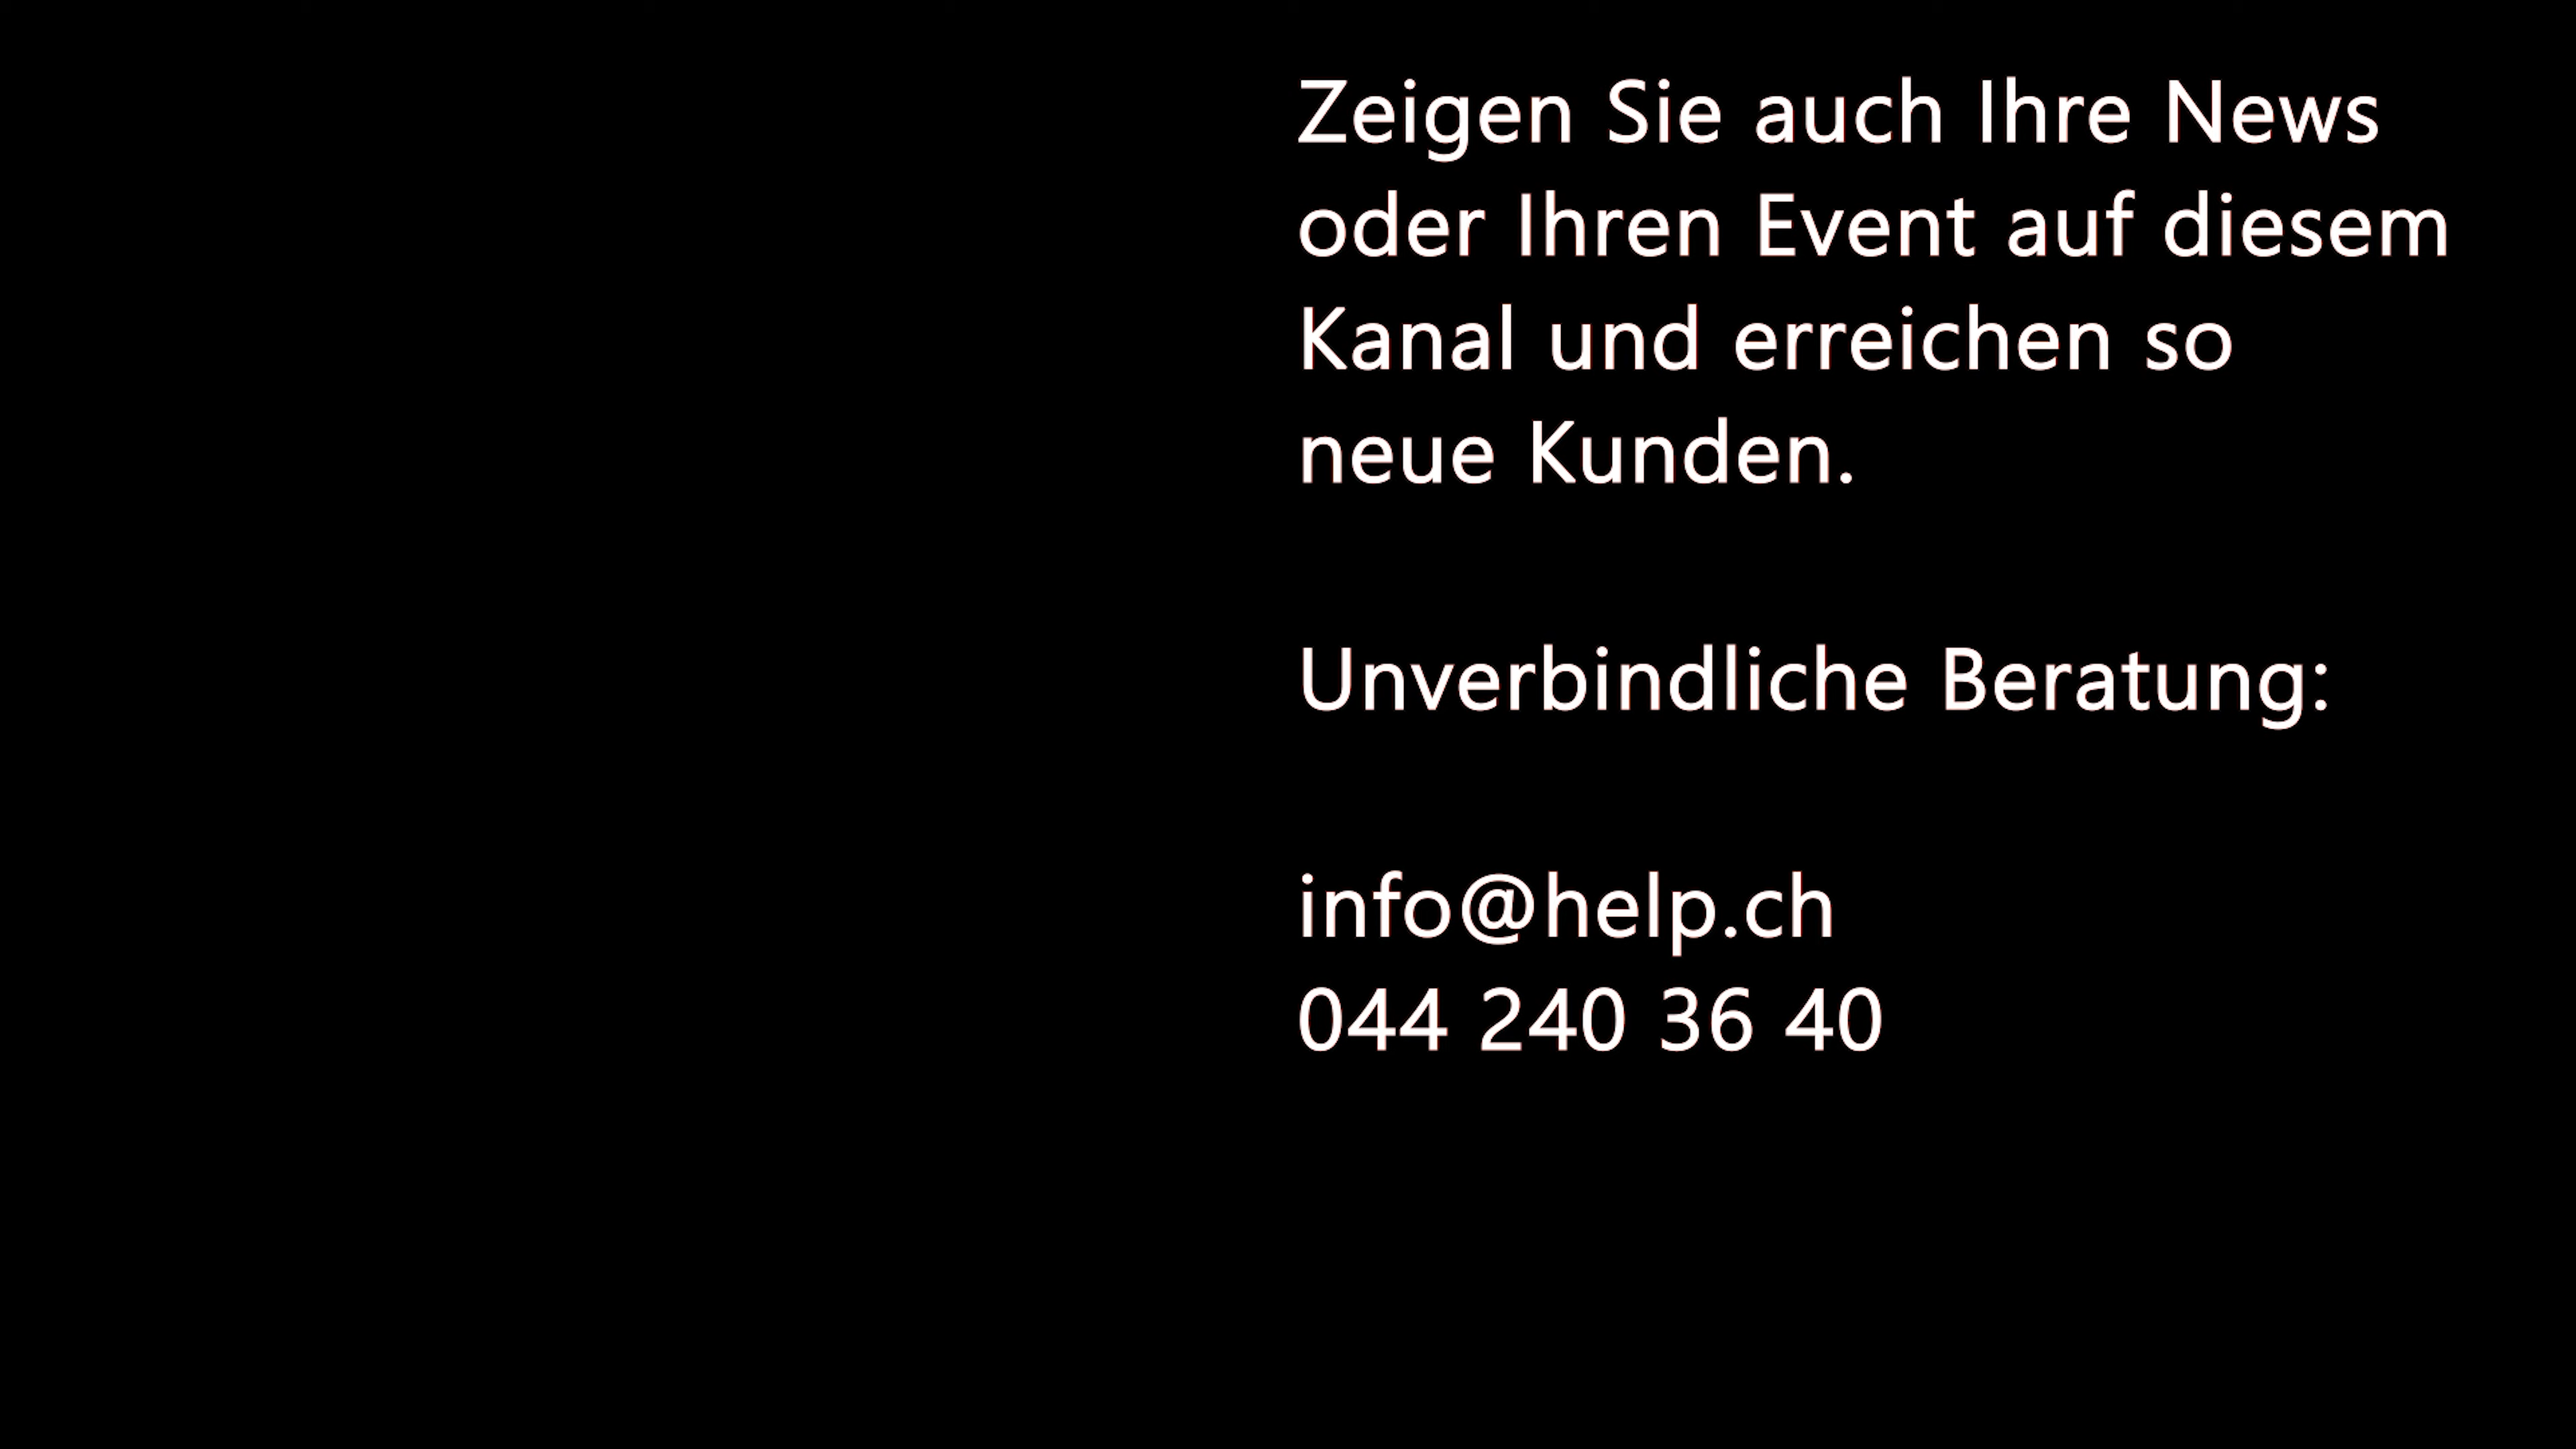 Zeigen Sie auch Ihre News
oder Ihren Event auf diesem
Kanal und erreichen so
neue Kunden.
Unverbindliche Beratung:
info@help.ch
044 240 36 40